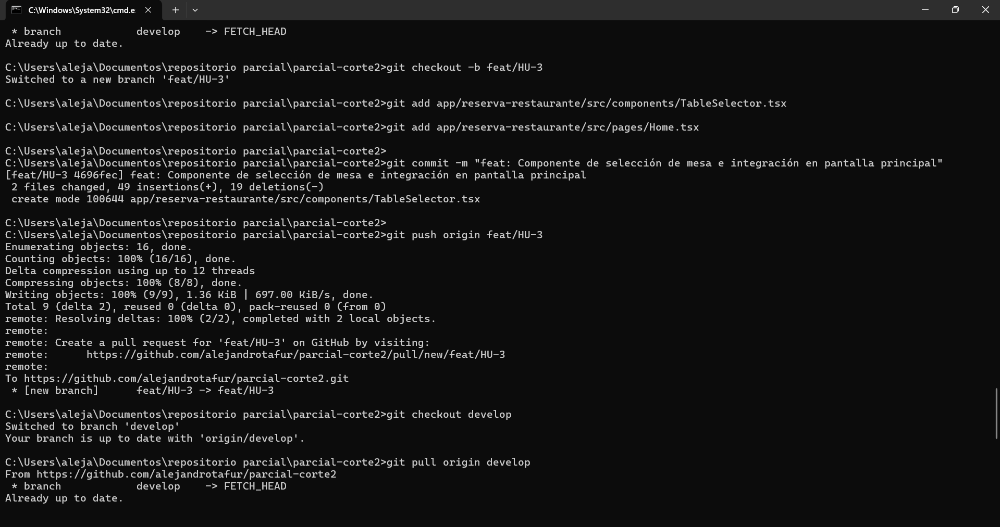 C:\Windows\System32\cmd.e
* branch            develop    -> FETCH_HEAD
Already up to date.
C:\Users\aleja\Documentos\repositorio parcial\parcial-corte2>git checkout -b feat/HU-3
Switched to a new branch 'feat/HU-3'
C:\Users\aleja\Documentos\repositorio parcial\parcial-corte2>git add app/reserva-restaurante/src/components/TableSelector.tsx
C:\Users\aleja\Documentos\repositorio parcial\parcial-corte2>git add app/reserva-restaurante/src/pages/Home.tsx
C:\Users\aleja\Documentos\repositorio parcial\parcial-corte2>
C:\Users\aleja\Documentos\repositorio parcial\parcial-corte2>git commit -m "feat: Componente de selección de mesa e integración en pantalla principal"
[feat/HU-3 4696fec] feat: Componente de selección de mesa e integración en pantalla principal
2 files changed, 49 insertions(+), 19 deletions(-)
create mode 100644 app/reserva-restaurante/src/components/TableSelector.tsx
C:\Users\aleja\Documentos\repositorio parcial\parcial-corte2>
C:\Users\aleja\Documentos\repositorio parcial\parcial-corte2>git push origin feat/HU-3
Enumerating objects: 16, done.
Counting objects: 100% (16/16), done.
Delta compression using up to 12 threads
Compressing objects: 100% (8/8), done.
Writing objects: 100% (9/9), 1.36 KiB | 697.00 KiB/s, done.
Total 9 (delta 2), reused 0 (delta 0), pack-reused 0 (from 0)
remote: Resolving deltas: 100% (2/2), completed with 2 local objects.
remote:
remote: Create a pull request for 'feat/HU-3' on GitHub by visiting:
remote:      https://github.com/alejandrotafur/parcial-corte2/pull/new/feat/HU-3
remote:
To https://github.com/alejandrotafur/parcial-corte2.git
* [new branch]      feat/HU-3 -> feat/HU-3
C:\Users\aleja\Documentos\repositorio parcial\parcial-corte2>git checkout develop
Switched to branch 'develop'
Your branch is up to date with 'origin/develop'.
C:\Users\aleja\Documentos\repositorio parcial\parcial-corte2>git pull origin develop
From https://github.com/alejandrotafur/parcial-corte2
* branch            develop    -> FETCH_HEAD
Already up to date.